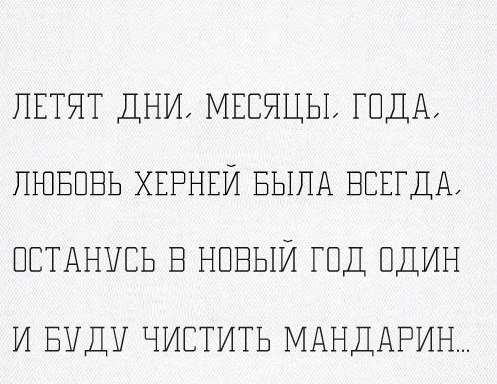 ЛЕТЯТ ДНИ, МЕСЯЦЫ, ГОДА,
ЛЮБОВЬ ХЕРНЕЙ БЫЛА ВСЕГДА,
ОСТАНУСЬ В НОВЫЙ ГОД ОДИН
И БУДУ ЧИСТИТЬ МАНДАРИН...